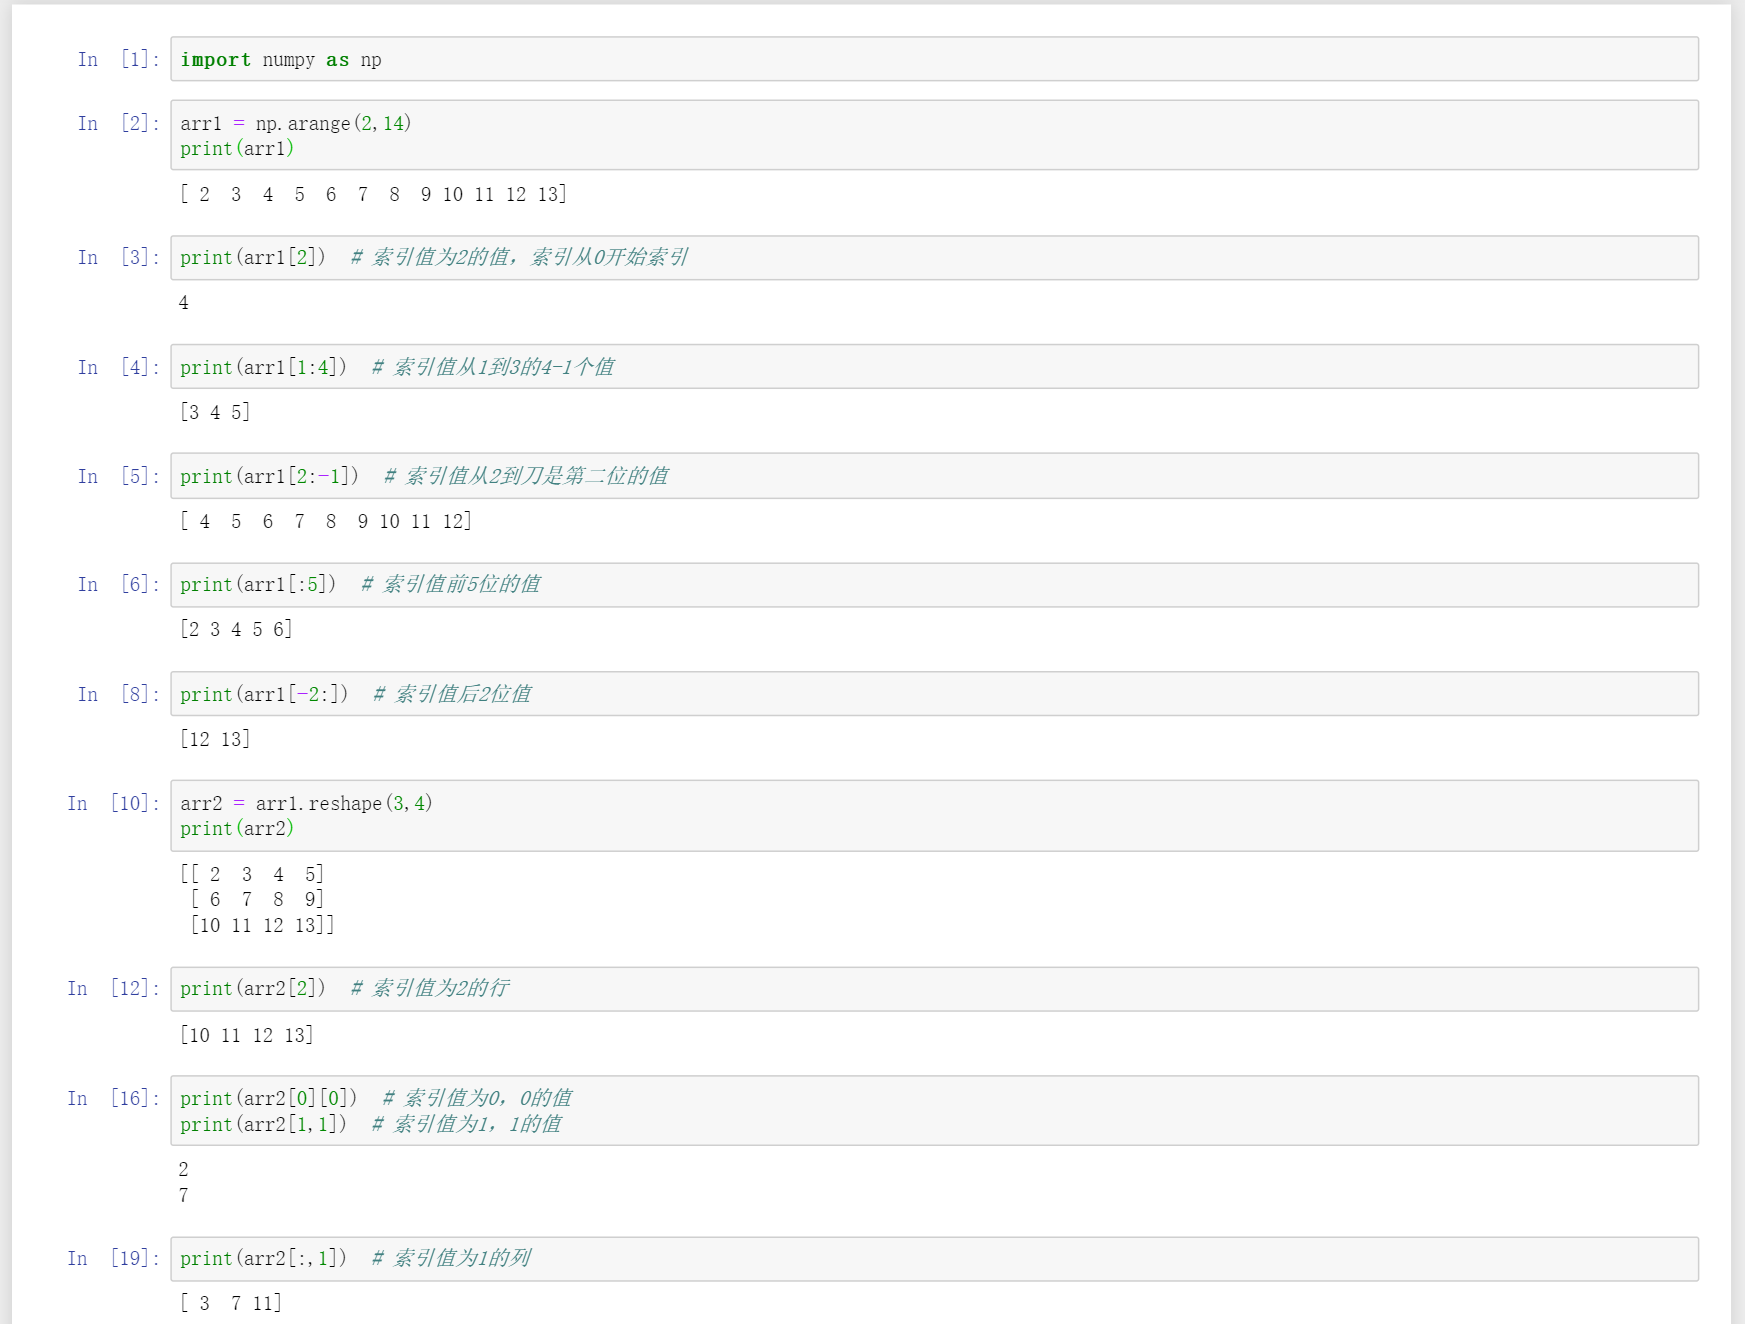 In [1]: import numpy as np
In [2]: arr1 = np.arange(2,14)
print(arr1)
[ 2  3  4  5  6  7  8  9 10 11 12 13]
In [3]: print(arr1[2])  # 索引值为2的值，索引从0开始索引
4
In [4]: print(arr1[1:4])  # 索引值从1到3的4-1个值
[3 4 5]
In [5]: print(arr1[2:-1])  # 索引值从2到刀是第二位的值
[ 4  5  6  7  8  9 10 11 12]
In [6]: print(arr1[:5])  # 索引值前5位的值
[2 3 4 5 6]
In [8]: print(arr1[-2:])  # 索引值后2位值
[12 13]
In [10]: arr2 = arr1.reshape(3,4)
print(arr2)
[[ 2  3  4  5]
 [ 6  7  8  9]
 [10 11 12 13]]
In [12]: print(arr2[2])  # 索引值为2的行
[10 11 12 13]
In [16]: print(arr2[0][0])  # 索引值为0，0的值
print(arr2[1,1])  # 索引值为1，1的值
2
7
In [19]: print(arr2[:,1])  # 索引值为1的列
[ 3  7 11]